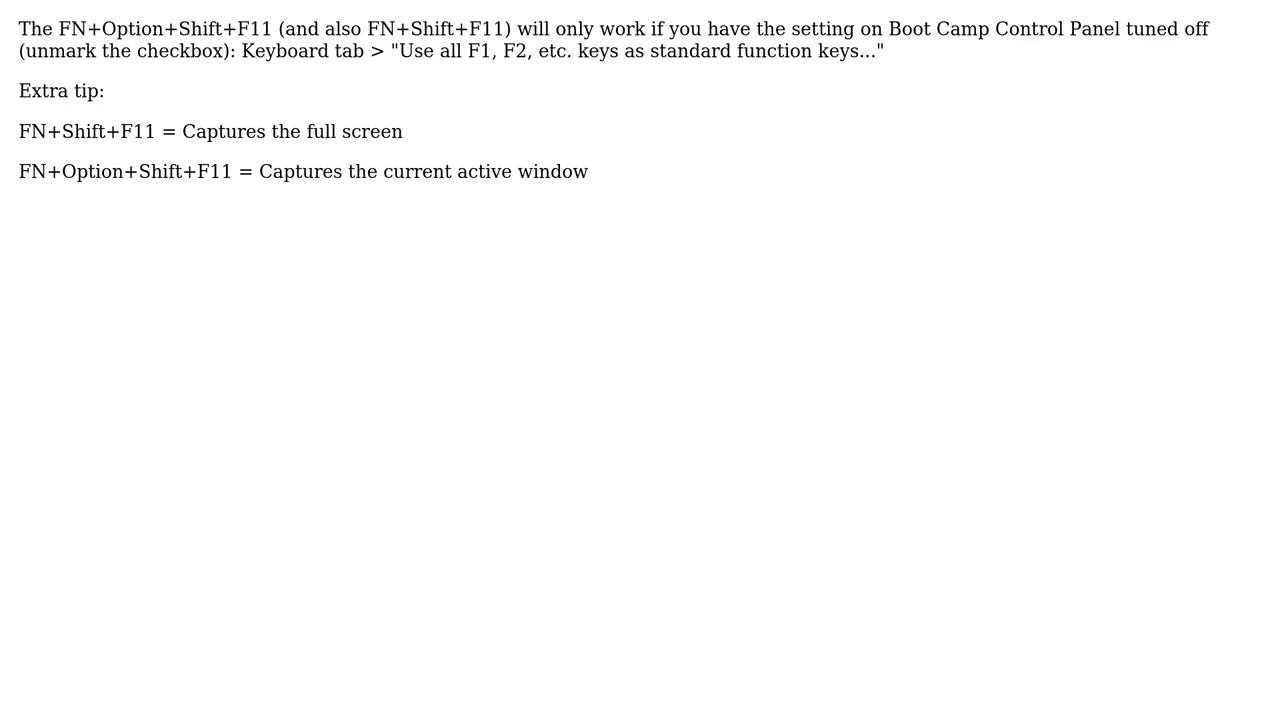 The FN+Option+Shift+F11 (and also FN+Shift+F11) will only work if you have the setting on Boot Camp Control Panel tuned off
(unmark the checkbox): Keyboard tab > "Use all F1, F2, etc. keys as standard function keys..."
Extra tip:
FN+Shift+F11 = Captures the full screen
FN+Option+Shift+F11 = Captures the current active window